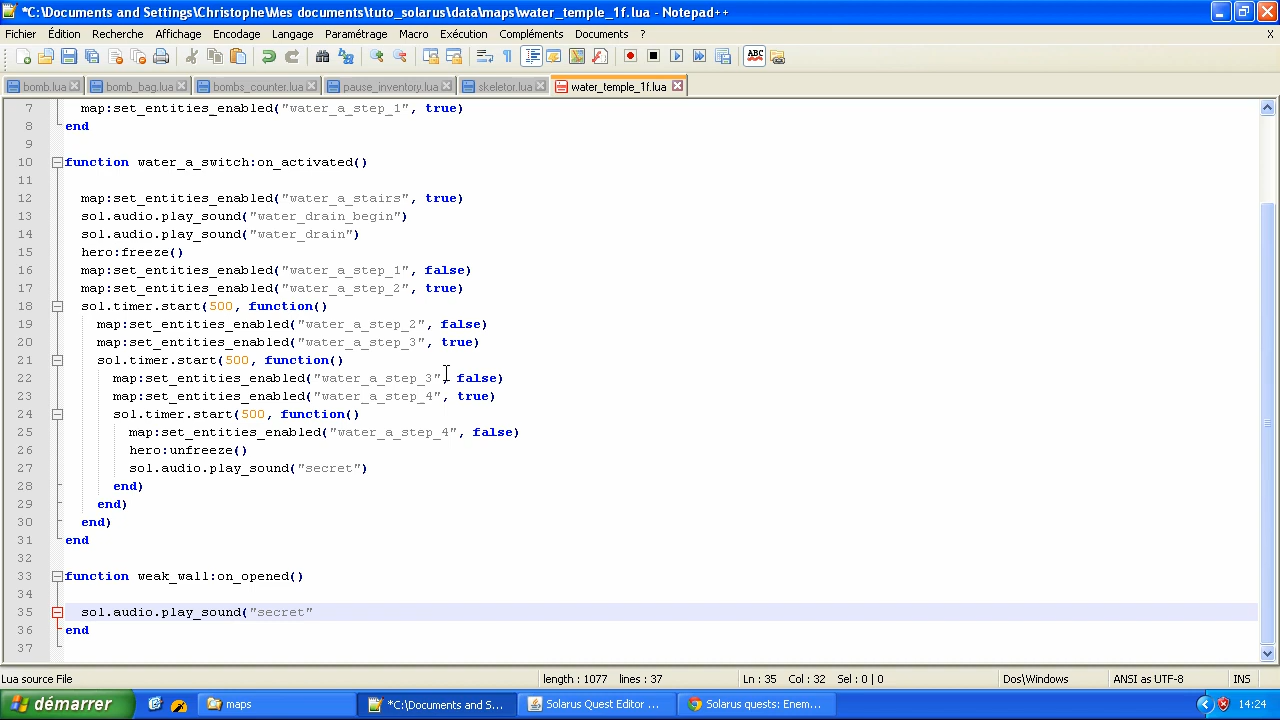 *C:\Documents and Settings\Christophe\Mes documents\tuto_solarus\data\maps\water_temple_1f.lua - Notepad++
Fichier Édition Recherche Affichage Encodage Langage Paramétrage Macro Exécution Compléments Documents ? X
bomb.lua bomb_bag.lua bombs_counter.lua pause_inventory.lua skeletor.lua water_temple_1f.lua
7 map:set_entities_enabled("water_a_step_1", true)
8 end
9
10 function water_a_switch:on_activated()
11
12 map:set_entities_enabled("water_a_stairs", true)
13 sol.audio.play_sound("water_drain_begin")
14 sol.audio.play_sound("water_drain")
15 hero:freeze()
16 map:set_entities_enabled("water_a_step_1", false)
17 map:set_entities_enabled("water_a_step_2", true)
18 sol.timer.start(500, function()
19 map:set_entities_enabled("water_a_step_2", false)
20 map:set_entities_enabled("water_a_step_3", true)
21 sol.timer.start(500, function()
22 map:set_entities_enabled("water_a_step_3", false)
23 map:set_entities_enabled("water_a_step_4", true)
24 sol.timer.start(500, function()
25 map:set_entities_enabled("water_a_step_4", false)
26 hero:unfreeze()
27 sol.audio.play_sound("secret")
28 end)
29 end)
30 end)
31 end
32
33 function weak_wall:on_opened()
34
35 sol.audio.play_sound("secret"
36 end
37
Lua source File length : 1077 lines : 37 Ln : 35 Col : 32 Sel : 0 | 0 Dos\Windows ANSI as UTF-8 INS
démarrer maps *C:\Documents and S... Solarus Quest Editor ... Solarus quests: Enem... 14:24